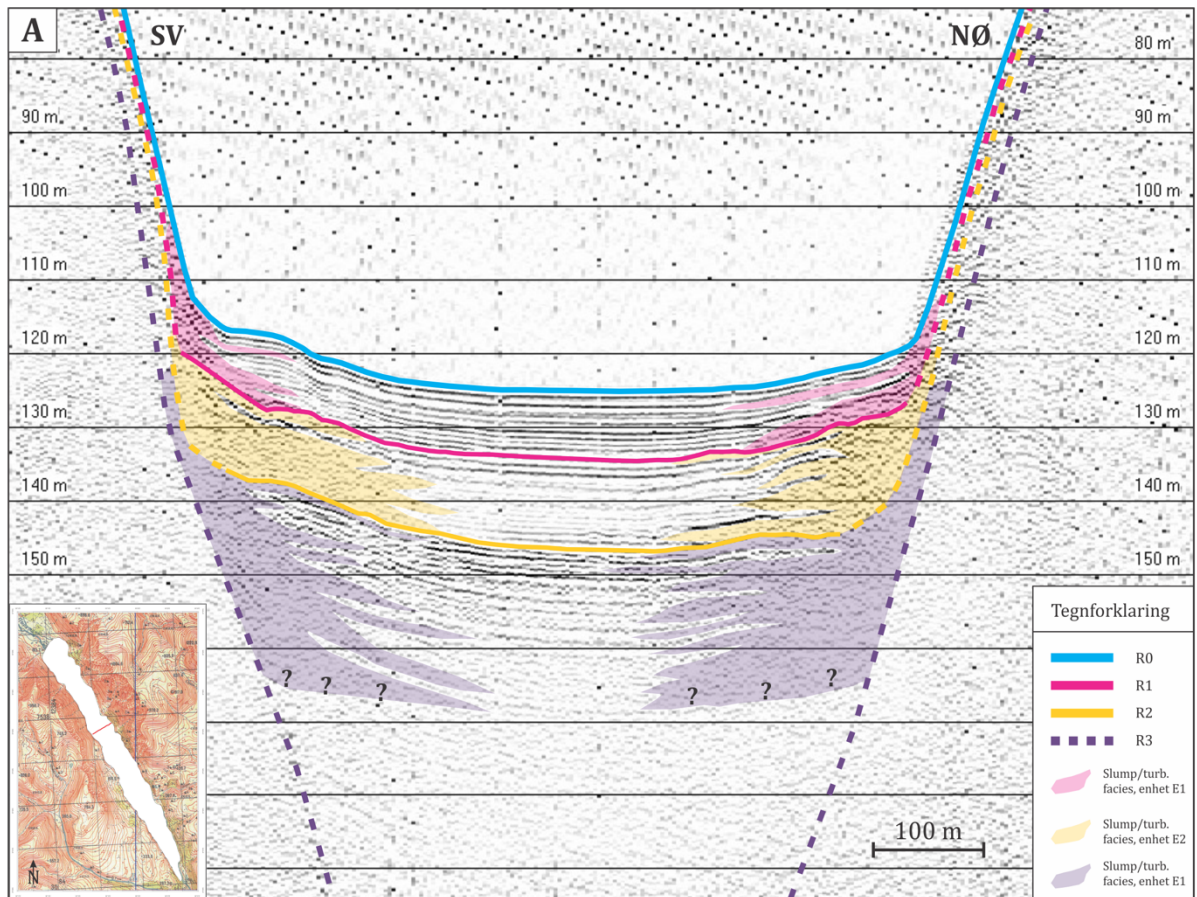 A
SV
NØ
80 m
90 m
90 m
100 m
100 m
110 m
110 m
120 m
120 m
130 m
130 m
140 m
140 m
150 m
150 m
? ? ?
? ? ?
100 m
N
Tegnforklaring
R0
R1
R2
R3
Slump/turb.
facies, enhet E1
Slump/turb.
facies, enhet E2
Slump/turb.
facies, enhet E1